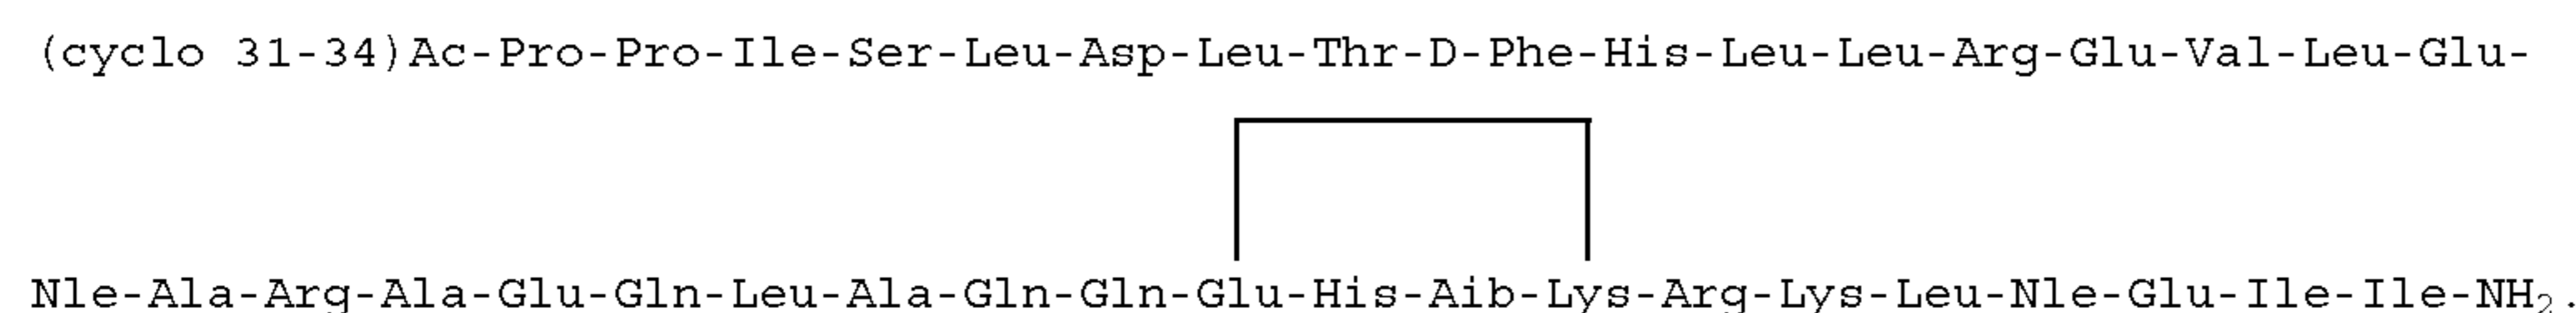 (cyclo 31-34)Ac-Pro-Pro-Ile-Ser-Leu-Asp-Leu-Thr-D-Phe-His-Leu-Leu-Arg-Glu-Val-Leu-Glu-
Nle-Ala-Arg-Ala-Glu-Gln-Leu-Ala-Gln-Gln-Glu-His-Aib-Lys-Arg-Lys-Leu-Nle-Glu-Ile-Ile-NH₂.